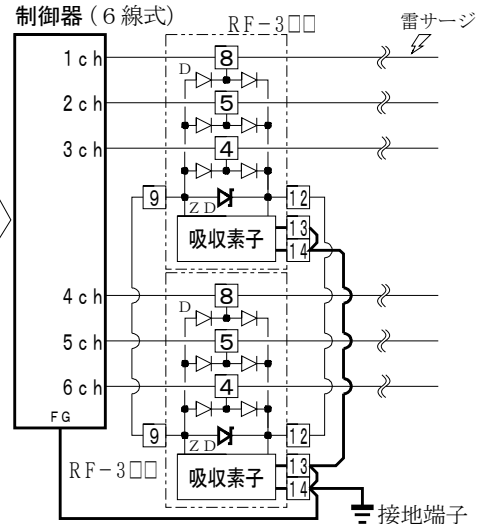 制御器(6線式)
RF-3□□
雷サージ
1ch
8
D
2ch
5
3ch
4
9
ZD
12
吸収素子
13
14
4ch
8
D
5ch
5
6ch
4
FG
9
ZD
12
RF-3□□
吸収素子
13
14
接地端子